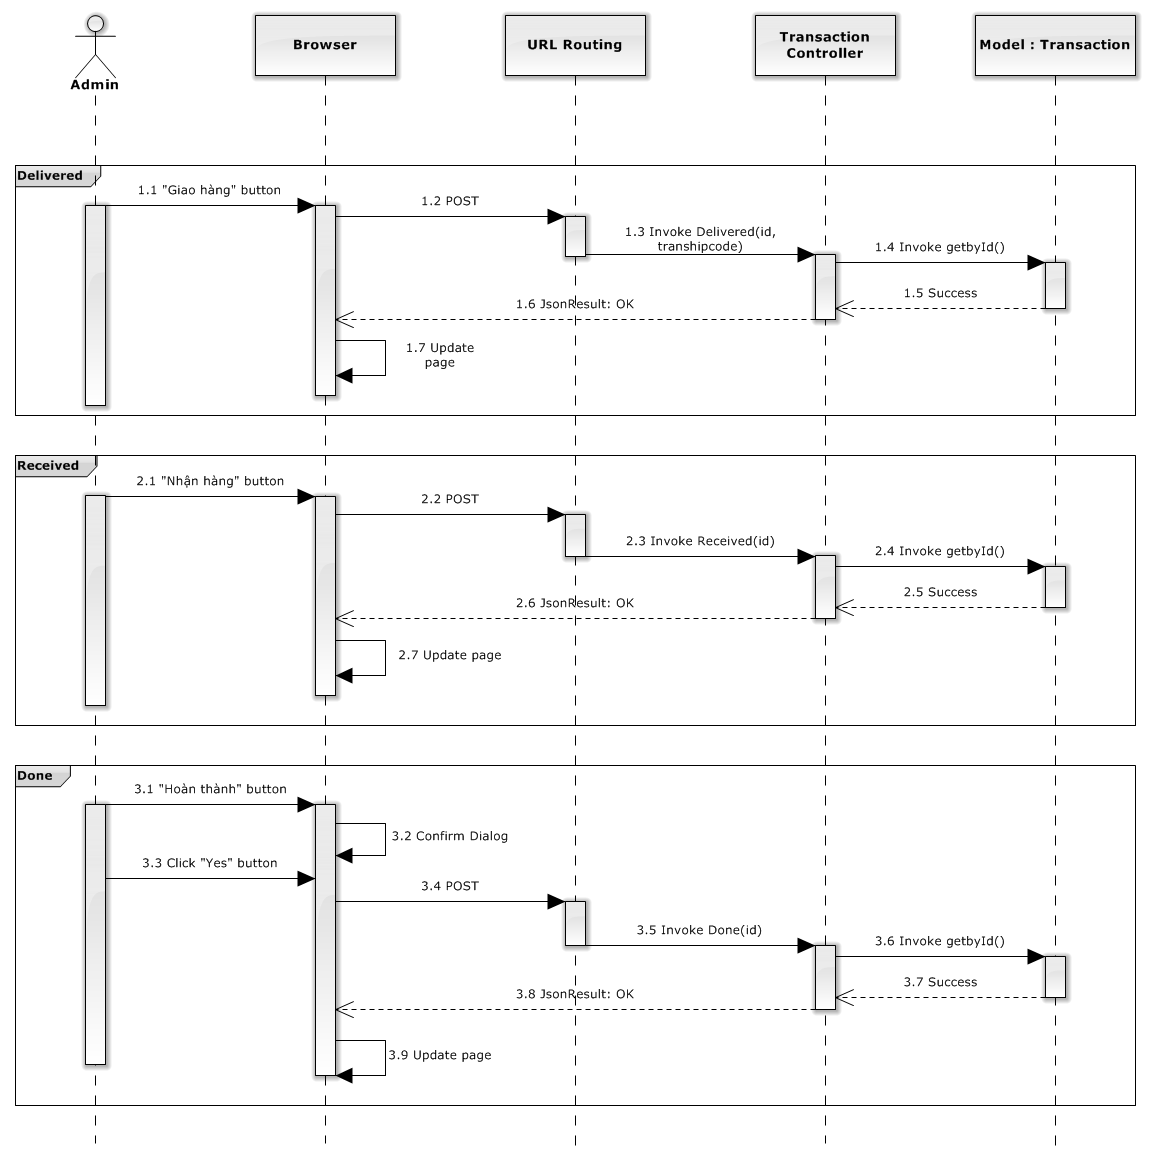 Admin
Browser
URL Routing
Transaction
Controller
Model : Transaction
Delivered
1.1 "Giao hàng" button
1.2 POST
1.3 Invoke Delivered(id,
transhipcode)
1.4 Invoke getbyId()
1.5 Success
1.6 JsonResult: OK
1.7 Update
page
Received
2.1 "Nhận hàng" button
2.2 POST
2.3 Invoke Received(id)
2.4 Invoke getbyId()
2.5 Success
2.6 JsonResult: OK
2.7 Update page
Done
3.1 "Hoàn thành" button
3.2 Confirm Dialog
3.3 Click "Yes" button
3.4 POST
3.5 Invoke Done(id)
3.6 Invoke getbyId()
3.7 Success
3.8 JsonResult: OK
3.9 Update page